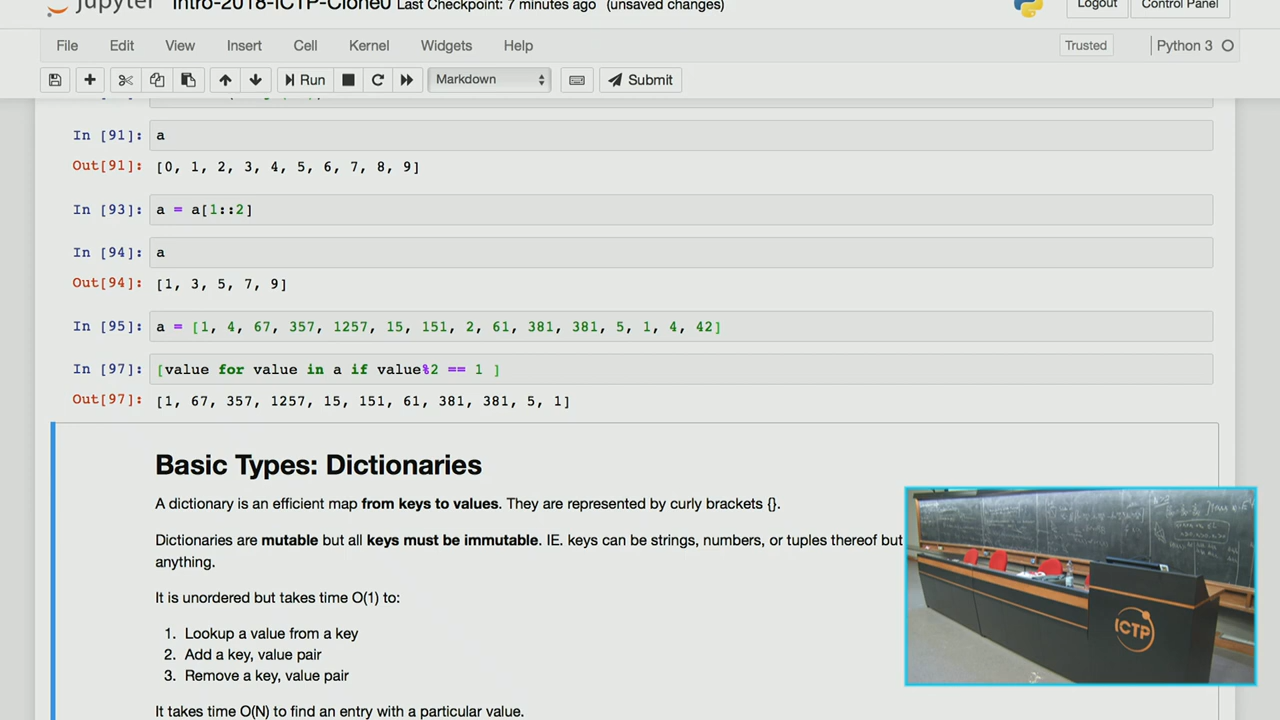 jupyter Intro-2018-ICTP-Clone0 Last Checkpoint: 7 minutes ago (unsaved changes) Logout Control Panel
File Edit View Insert Cell Kernel Widgets Help Trusted Python 3
Run Markdown Submit
In [91]: a
Out[91]: [0, 1, 2, 3, 4, 5, 6, 7, 8, 9]
In [93]: a = a[1::2]
In [94]: a
Out[94]: [1, 3, 5, 7, 9]
In [95]: a = [1, 4, 67, 357, 1257, 15, 151, 2, 61, 381, 381, 5, 1, 4, 42]
In [97]: [value for value in a if value%2 == 1 ]
Out[97]: [1, 67, 357, 1257, 15, 151, 61, 381, 381, 5, 1]
Basic Types: Dictionaries
A dictionary is an efficient map from keys to values. They are represented by curly brackets {}.
Dictionaries are mutable but all keys must be immutable. IE. keys can be strings, numbers, or tuples thereof but
anything.
It is unordered but takes time O(1) to:
1. Lookup a value from a key
2. Add a key, value pair
3. Remove a key, value pair
It takes time O(N) to find an entry with a particular value.
ICTP